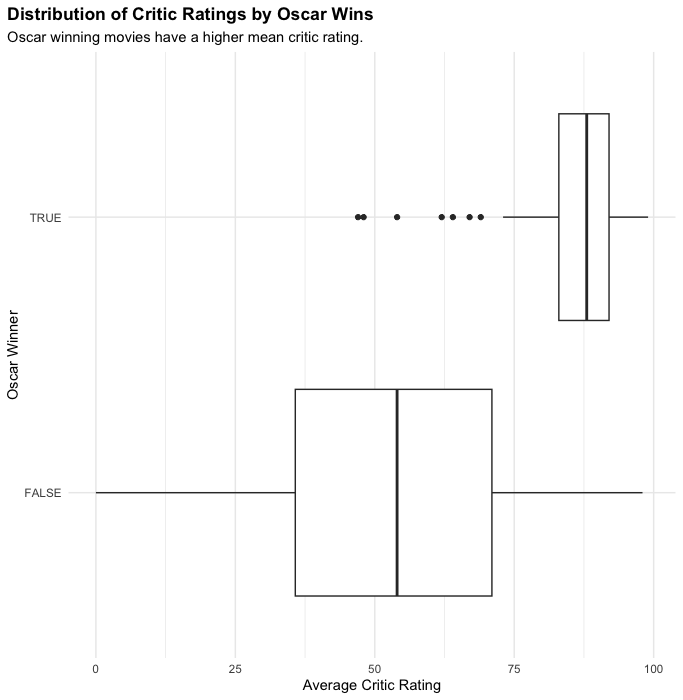 Distribution of Critic Ratings by Oscar Wins
Oscar winning movies have a higher mean critic rating.
Oscar Winner
TRUE
FALSE
0 25 50 75 100
Average Critic Rating